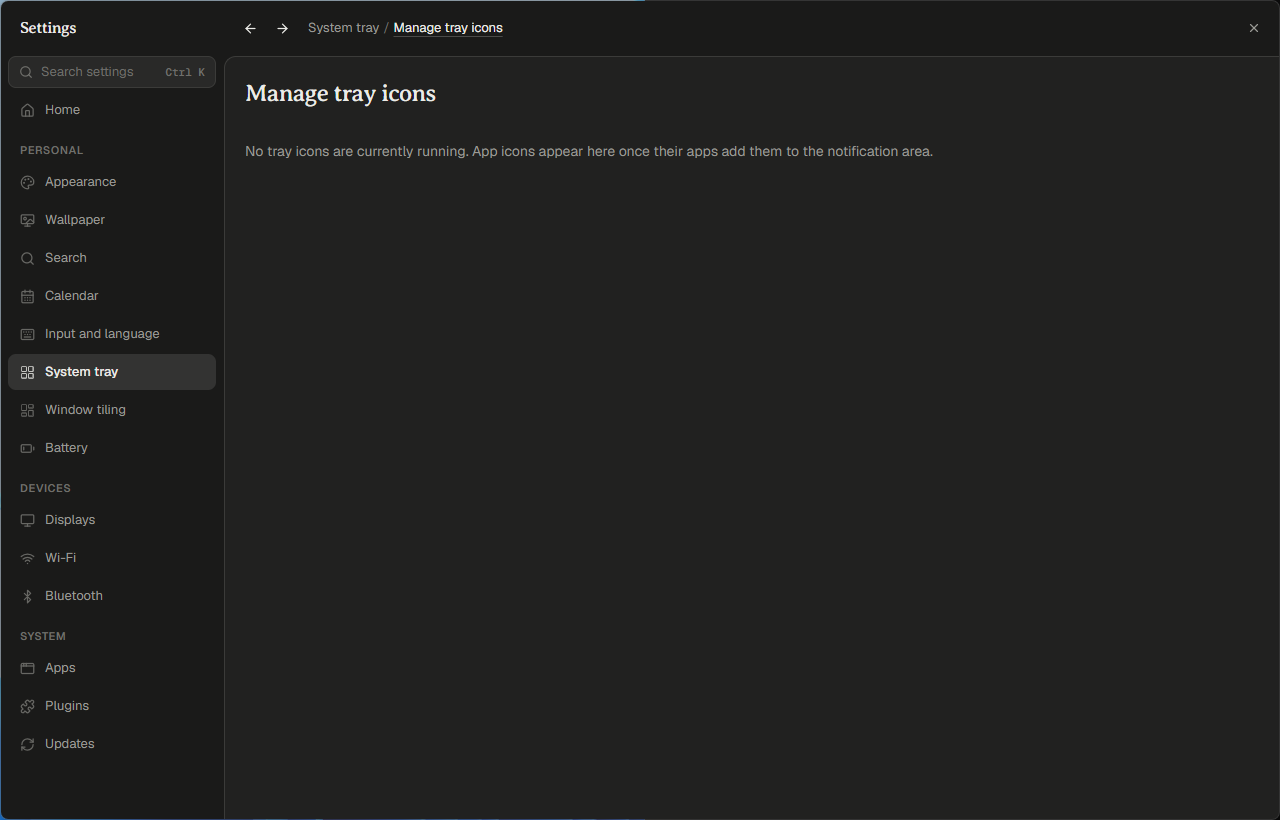 Settings
System tray / Manage tray icons
Search settings Ctrl K
Home
PERSONAL
Appearance
Wallpaper
Search
Calendar
Input and language
System tray
Window tiling
Battery
DEVICES
Displays
Wi-Fi
Bluetooth
SYSTEM
Apps
Plugins
Updates
Manage tray icons
No tray icons are currently running. App icons appear here once their apps add them to the notification area.